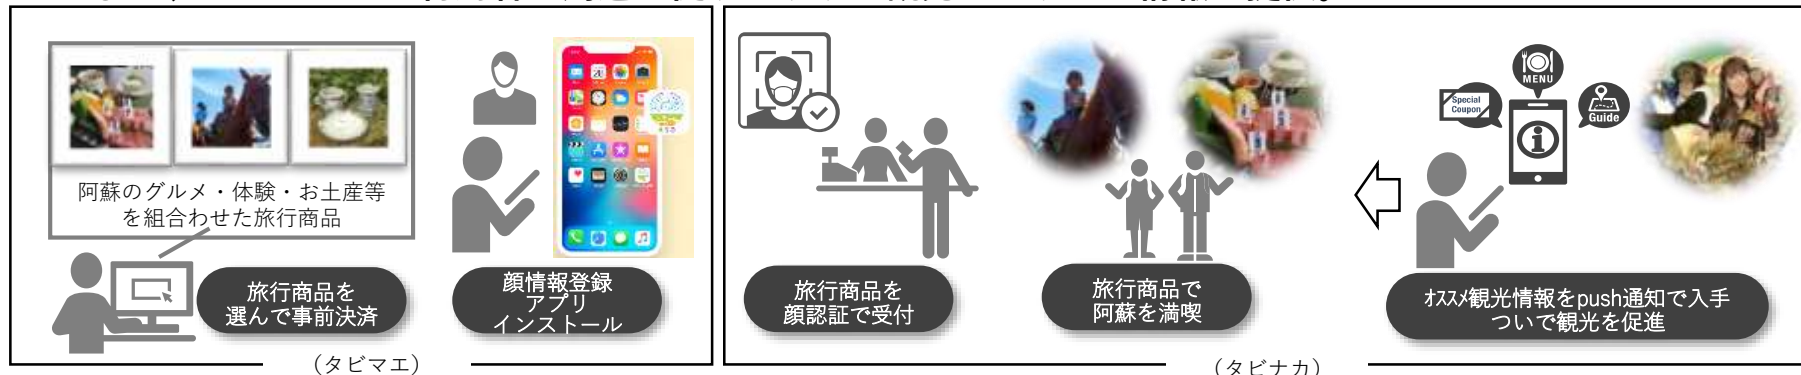 阿蘇のグルメ・体験・お土産等
を組合わせた旅行商品
旅行商品を
選んで事前決済
顔情報登録
アプリ
インストール
（タビマエ）
旅行商品を
顔認証で受付
旅行商品で
阿蘇を満喫
MENU
Special
Coupon
Guide
ｵｽｽﾒ観光情報をpush通知で入手
ついで観光を促進
（タビナカ）